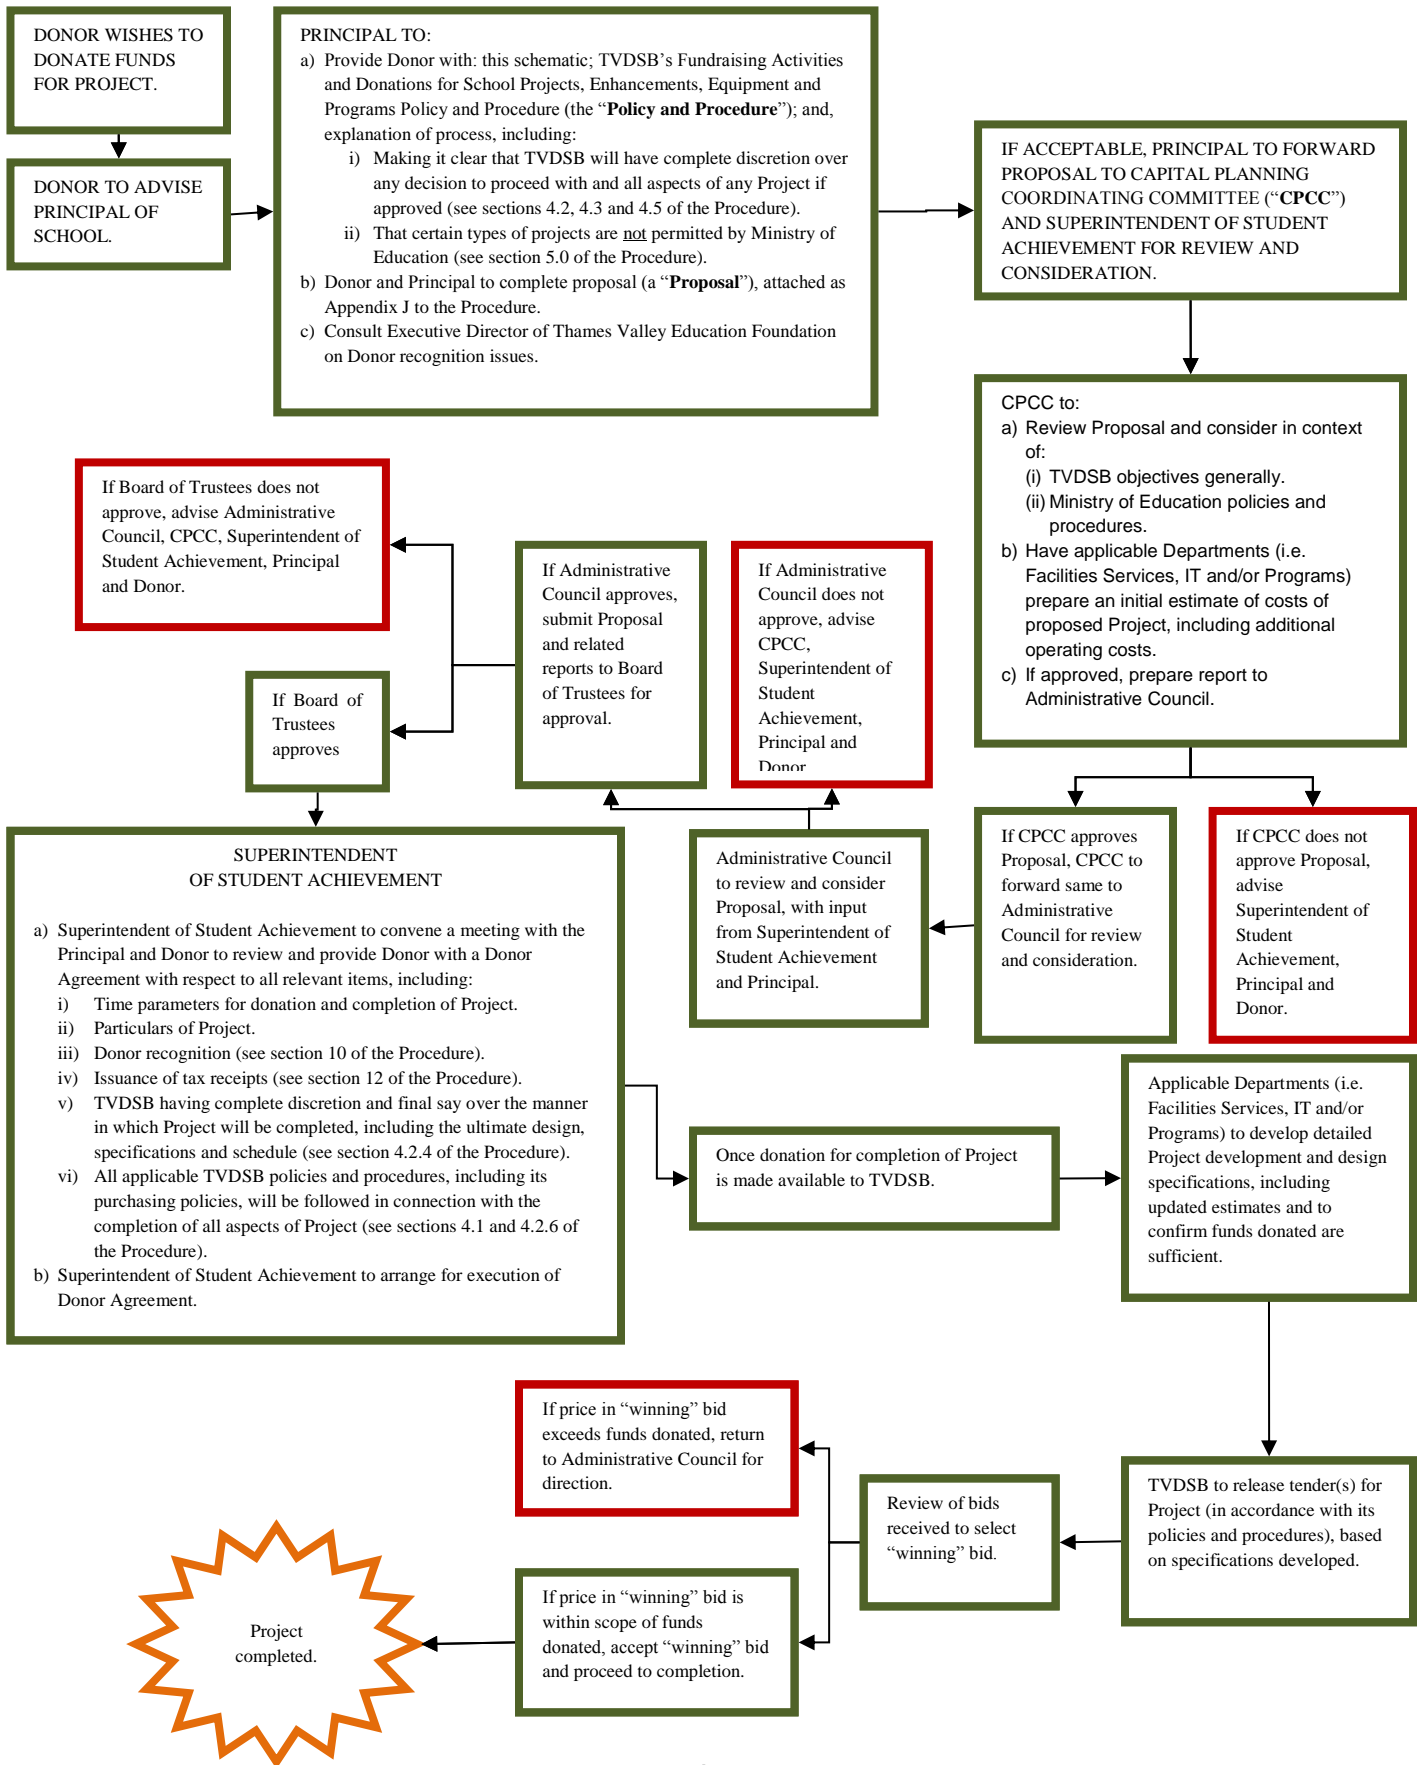 DONOR WISHES TO
DONATE FUNDS
FOR PROJECT.
DONOR TO ADVISE
PRINCIPAL OF
SCHOOL.
PRINCIPAL TO:
a) Provide Donor with: this schematic; TVDSB’s Fundraising Activities
and Donations for School Projects, Enhancements, Equipment and
Programs Policy and Procedure (the “Policy and Procedure”); and,
explanation of process, including:
i) Making it clear that TVDSB will have complete discretion over
any decision to proceed with and all aspects of any Project if
approved (see sections 4.2, 4.3 and 4.5 of the Procedure).
ii) That certain types of projects are not permitted by Ministry of
Education (see section 5.0 of the Procedure).
b) Donor and Principal to complete proposal (a “Proposal”), attached as
Appendix J to the Procedure.
c) Consult Executive Director of Thames Valley Education Foundation
on Donor recognition issues.
IF ACCEPTABLE, PRINCIPAL TO FORWARD
PROPOSAL TO CAPITAL PLANNING
COORDINATING COMMITTEE (“CPCC”)
AND SUPERINTENDENT OF STUDENT
ACHIEVEMENT FOR REVIEW AND
CONSIDERATION.
CPCC to:
a) Review Proposal and consider in context
of:
(i) TVDSB objectives generally.
(ii) Ministry of Education policies and
procedures.
b) Have applicable Departments (i.e.
Facilities Services, IT and/or Programs)
prepare an initial estimate of costs of
proposed Project, including additional
operating costs.
c) If approved, prepare report to
Administrative Council.
If CPCC approves
Proposal, CPCC to
forward same to
Administrative
Council for review
and consideration.
If CPCC does not
approve Proposal,
advise
Superintendent of
Student
Achievement,
Principal and
Donor.
Administrative Council
to review and consider
Proposal, with input
from Superintendent of
Student Achievement
and Principal.
If Administrative
Council does not
approve, advise
CPCC,
Superintendent of
Student
Achievement,
Principal and
Donor
If Administrative
Council approves,
submit Proposal
and related
reports to Board
of Trustees for
approval.
If Board of Trustees does not
approve, advise Administrative
Council, CPCC, Superintendent of
Student Achievement, Principal
and Donor.
If Board of
Trustees
approves
SUPERINTENDENT
OF STUDENT ACHIEVEMENT
a) Superintendent of Student Achievement to convene a meeting with the
Principal and Donor to review and provide Donor with a Donor
Agreement with respect to all relevant items, including:
i) Time parameters for donation and completion of Project.
ii) Particulars of Project.
iii) Donor recognition (see section 10 of the Procedure).
iv) Issuance of tax receipts (see section 12 of the Procedure).
v) TVDSB having complete discretion and final say over the manner
in which Project will be completed, including the ultimate design,
specifications and schedule (see section 4.2.4 of the Procedure).
vi) All applicable TVDSB policies and procedures, including its
purchasing policies, will be followed in connection with the
completion of all aspects of Project (see sections 4.1 and 4.2.6 of
the Procedure).
b) Superintendent of Student Achievement to arrange for execution of
Donor Agreement.
Once donation for completion of Project
is made available to TVDSB.
Applicable Departments (i.e.
Facilities Services, IT and/or
Programs) to develop detailed
Project development and design
specifications, including
updated estimates and to
confirm funds donated are
sufficient.
TVDSB to release tender(s) for
Project (in accordance with its
policies and procedures), based
on specifications developed.
Review of bids
received to select
“winning” bid.
If price in “winning” bid
exceeds funds donated, return
to Administrative Council for
direction.
If price in “winning” bid is
within scope of funds
donated, accept “winning” bid
and proceed to completion.
Project
completed.